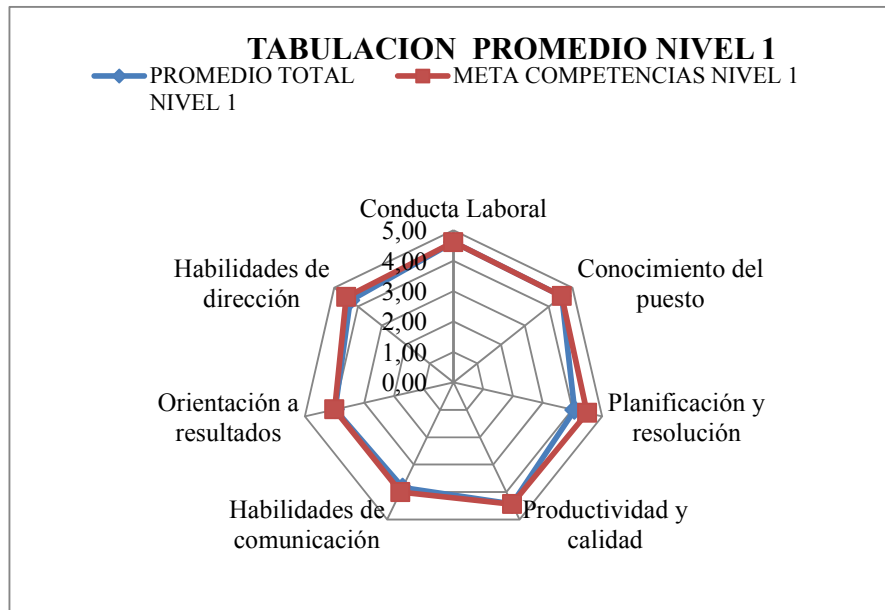 TABULACION PROMEDIO NIVEL 1
PROMEDIO TOTAL
NIVEL 1
META COMPETENCIAS NIVEL 1
Conducta Laboral
5,00
4,00
3,00
2,00
1,00
0,00
Conocimiento del
puesto
Planificación y
resolución
Productividad y
calidad
Habilidades de
comunicación
Orientación a
resultados
Habilidades de
dirección